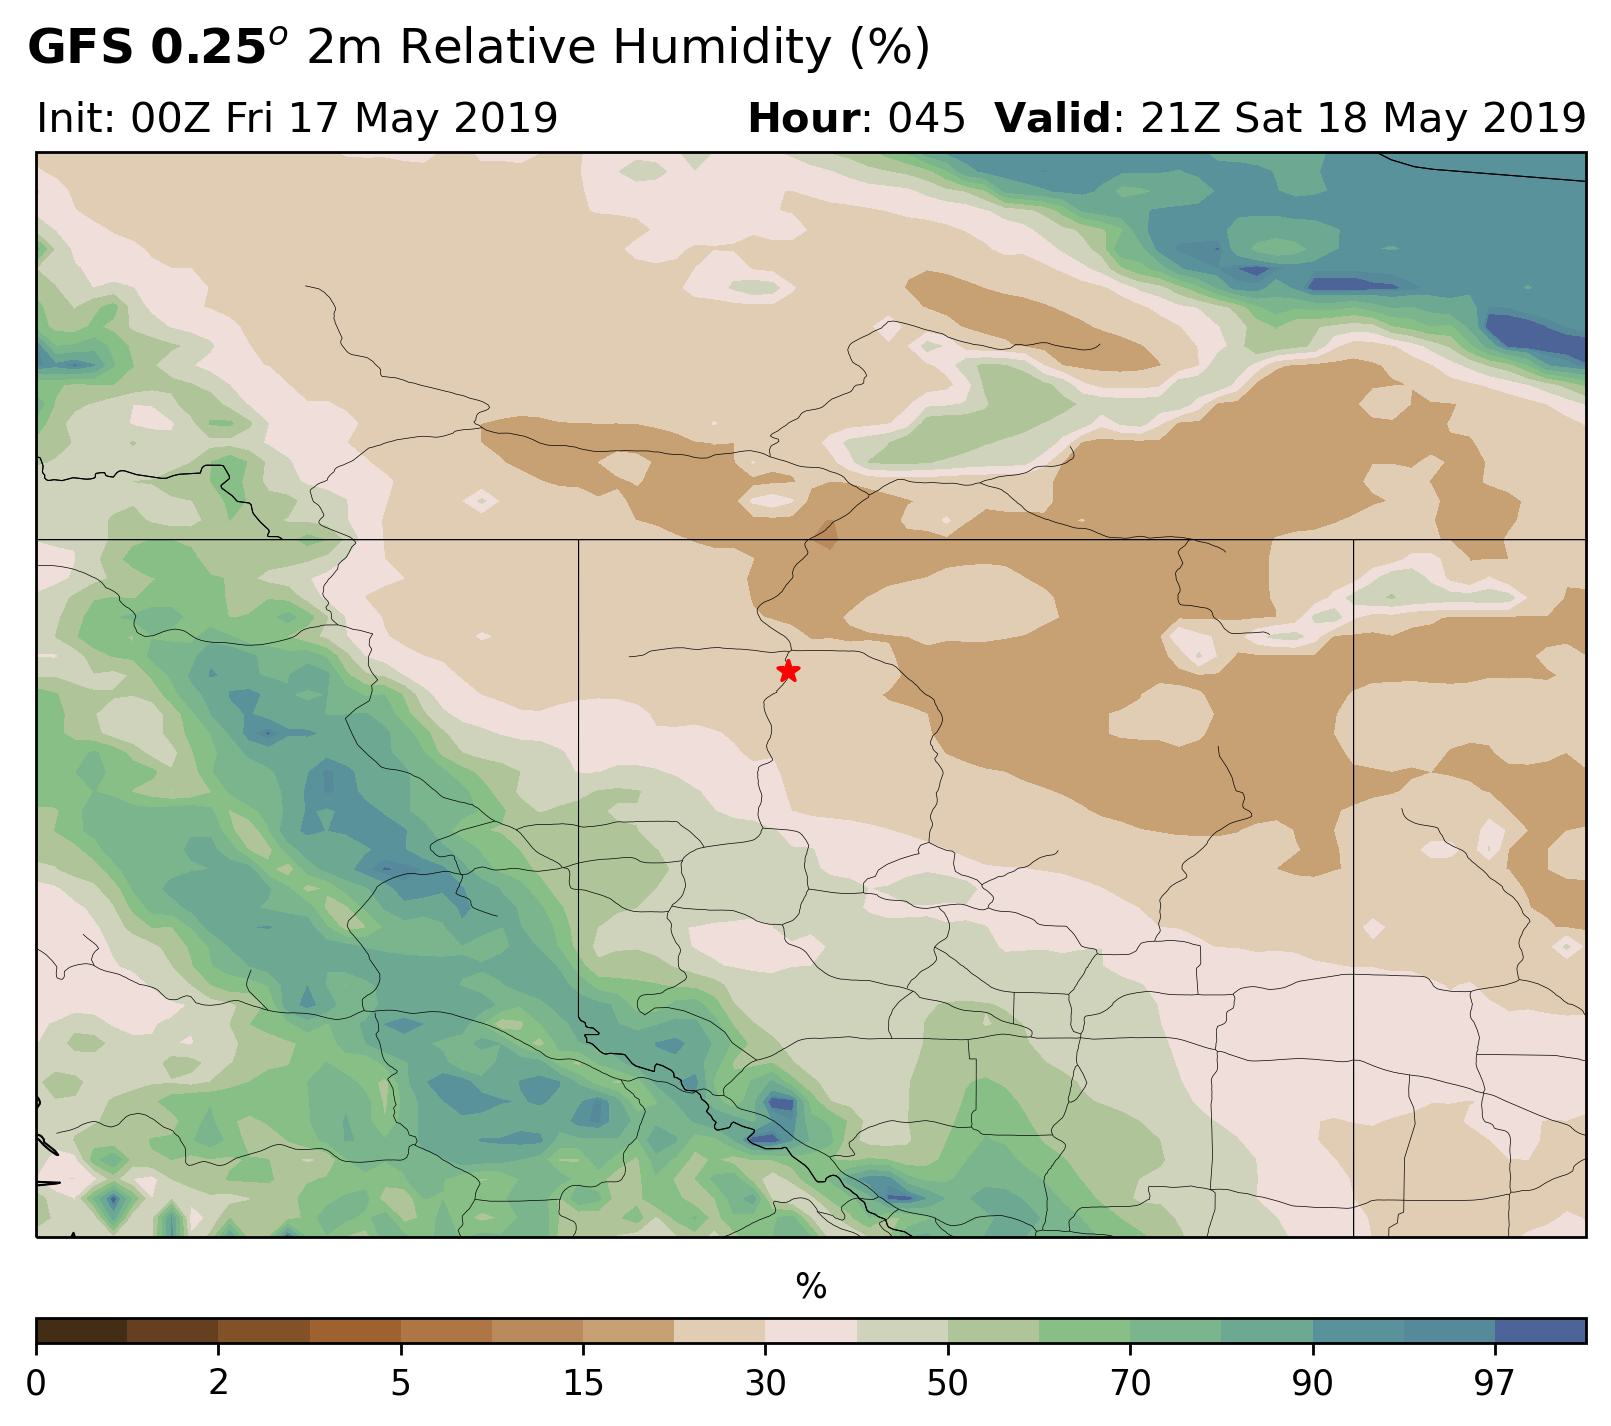 GFS 0.25° 2m Relative Humidity (%)
Init: 00Z Fri 17 May 2019 Hour: 045 Valid: 21Z Sat 18 May 2019
%
0 2 5 15 30 50 70 90 97